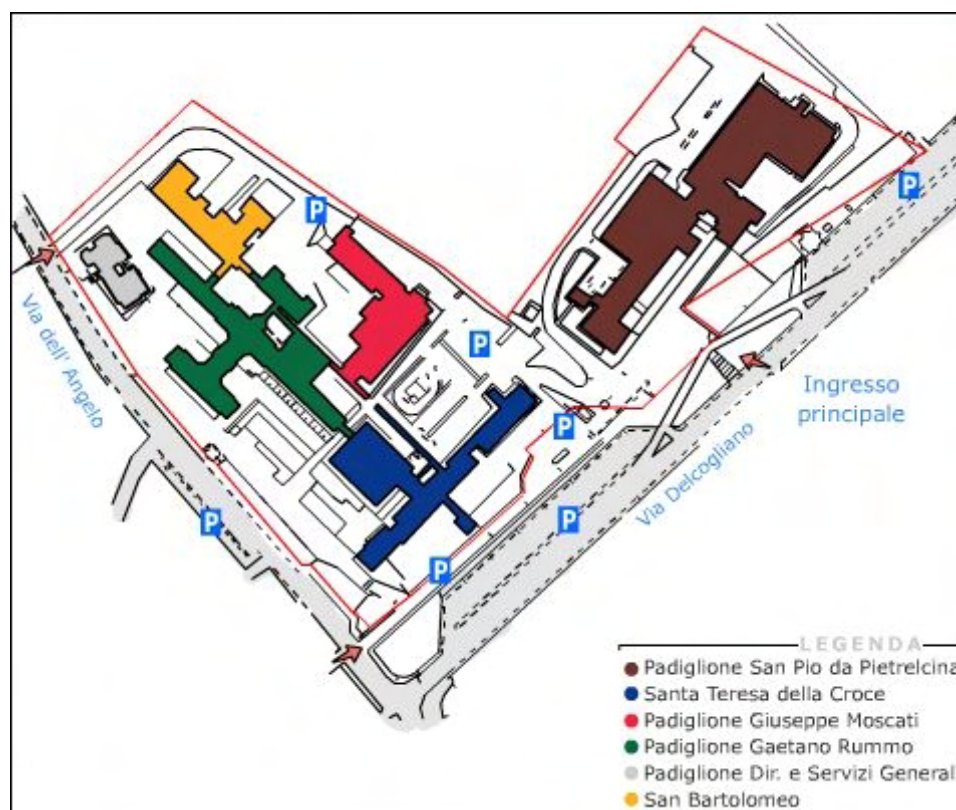 P
P
P
Via dell' Angelo
Ingresso
principale
P
Via Delcogliano
P
P
P
LEGENDA
Padiglione San Pio da Pietrelcina
Santa Teresa della Croce
Padiglione Giuseppe Moscati
Padiglione Gaetano Rummo
Padiglione Dir. e Servizi General
San Bartolomeo